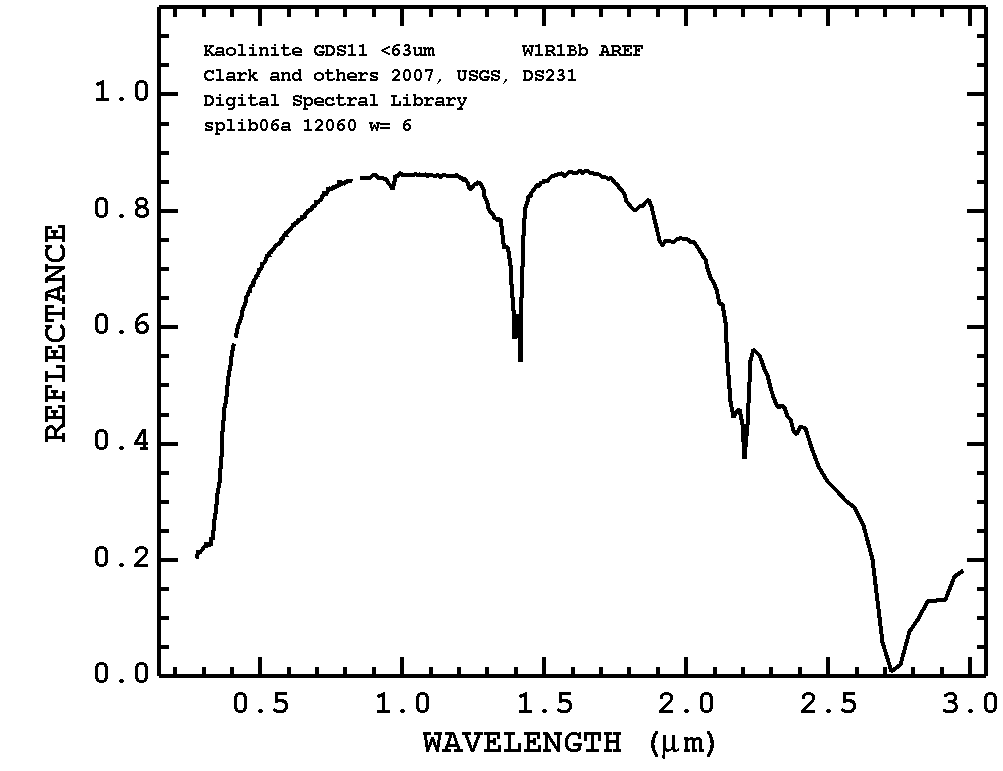 Kaolinite GDS11 <63um W1R1Bb AREF
Clark and others 2007, USGS, DS231
Digital Spectral Library
splib06a 12060 w= 6
REFLECTANCE
1.0
0.8
0.6
0.4
0.2
0.0
0.5 1.0 1.5 2.0 2.5 3.0
WAVELENGTH (μm)